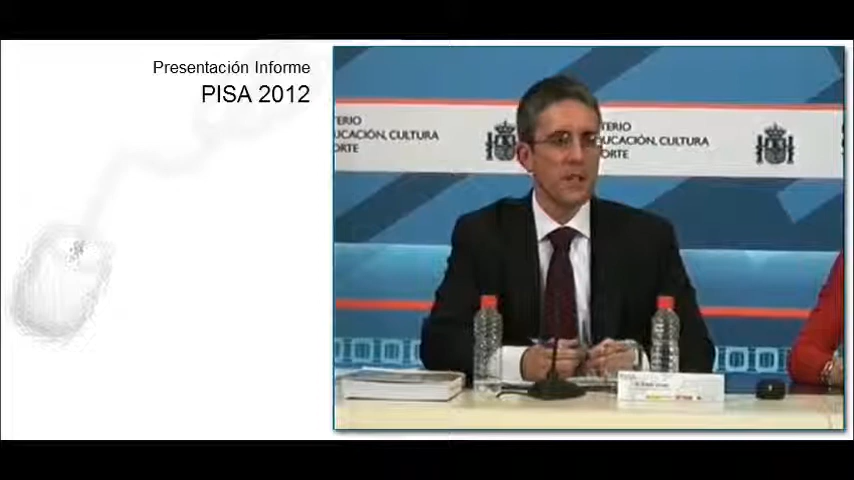 Presentación Informe
PISA 2012
TERIO
DUCACIÓN, CULTURA
ORTE
TERIO
UCACIÓN, CULTURA
ORTE